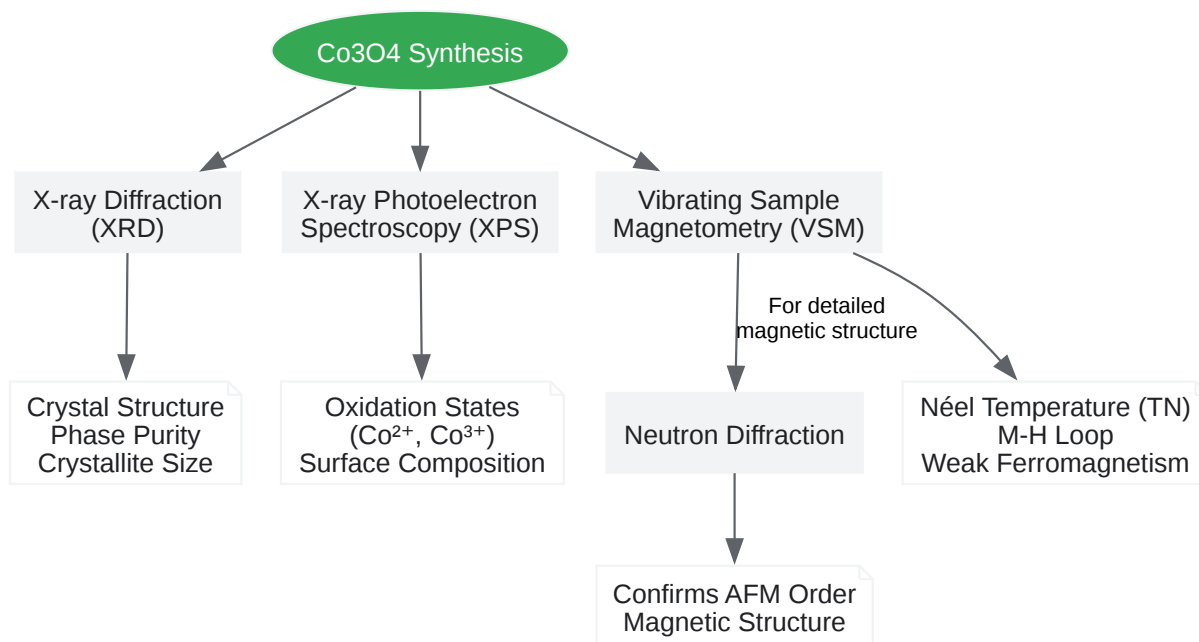 Co3O4 Synthesis
X-ray Diffraction
(XRD)
X-ray Photoelectron
Spectroscopy (XPS)
Vibrating Sample
Magnetometry (VSM)
For detailed
magnetic structure
Crystal Structure
Phase Purity
Crystallite Size
Oxidation States
(Co²⁺, Co³⁺)
Surface Composition
Neutron Diffraction
Néel Temperature (TN)
M-H Loop
Weak Ferromagnetism
Confirms AFM Order
Magnetic Structure